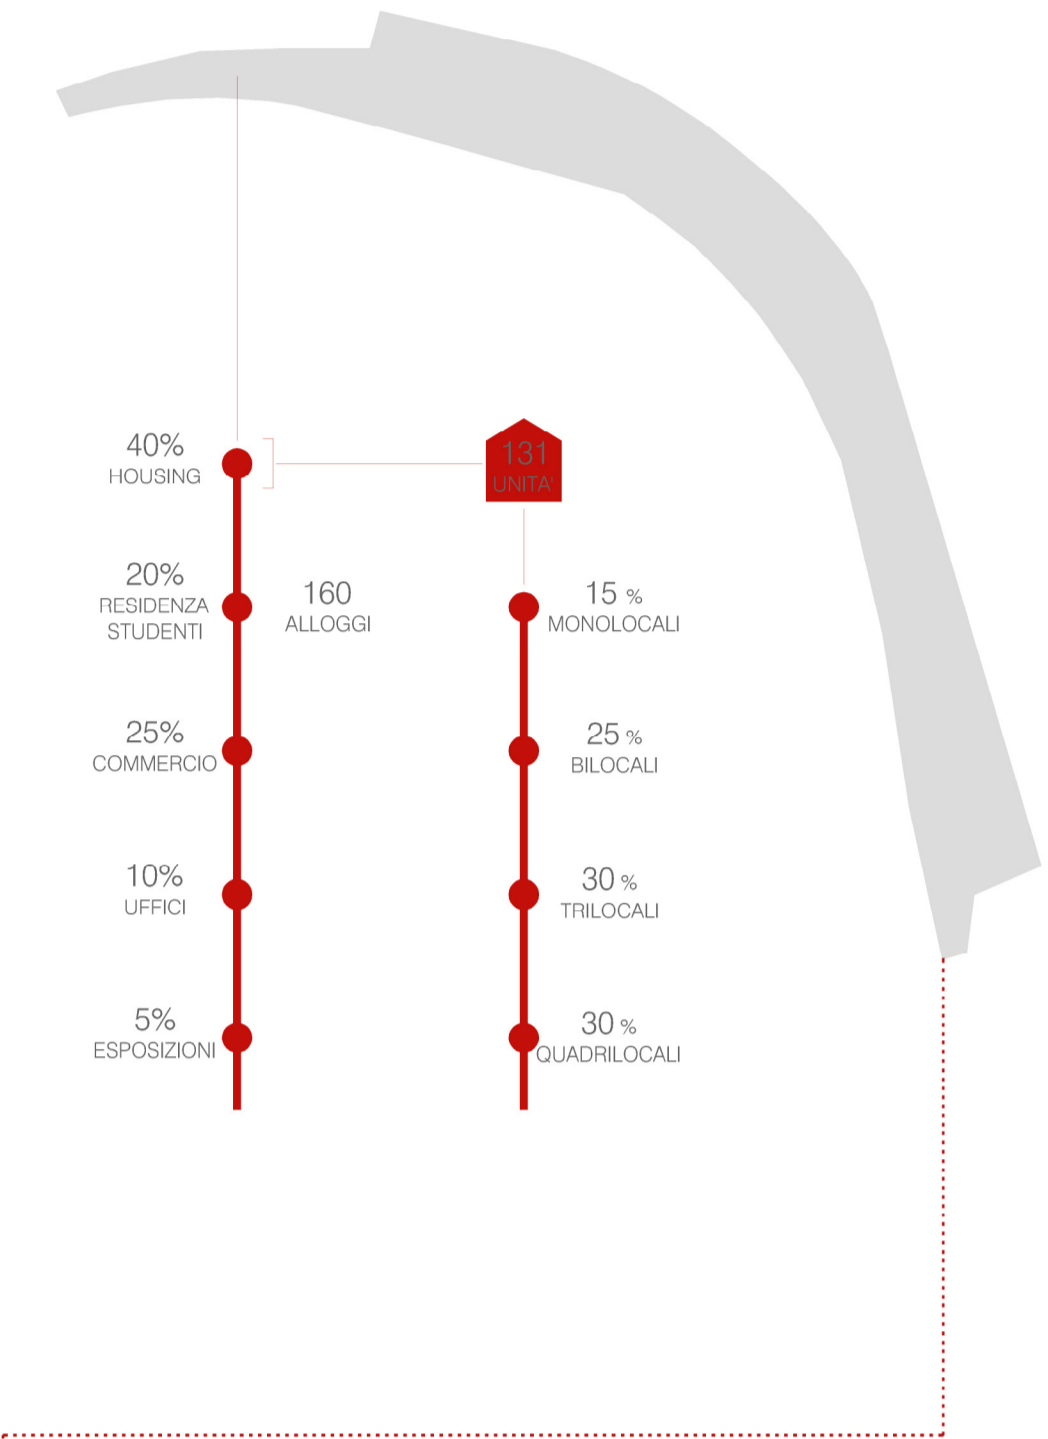 40%
HOUSING
131
UNITA'
20%
RESIDENZA
STUDENTI
160
ALLOGGI
15 %
MONOLOCALI
25%
COMMERCIO
25 %
BILOCALI
10%
UFFICI
30 %
TRILOCALI
5%
ESPOSIZIONI
30 %
QUADRILOCALI